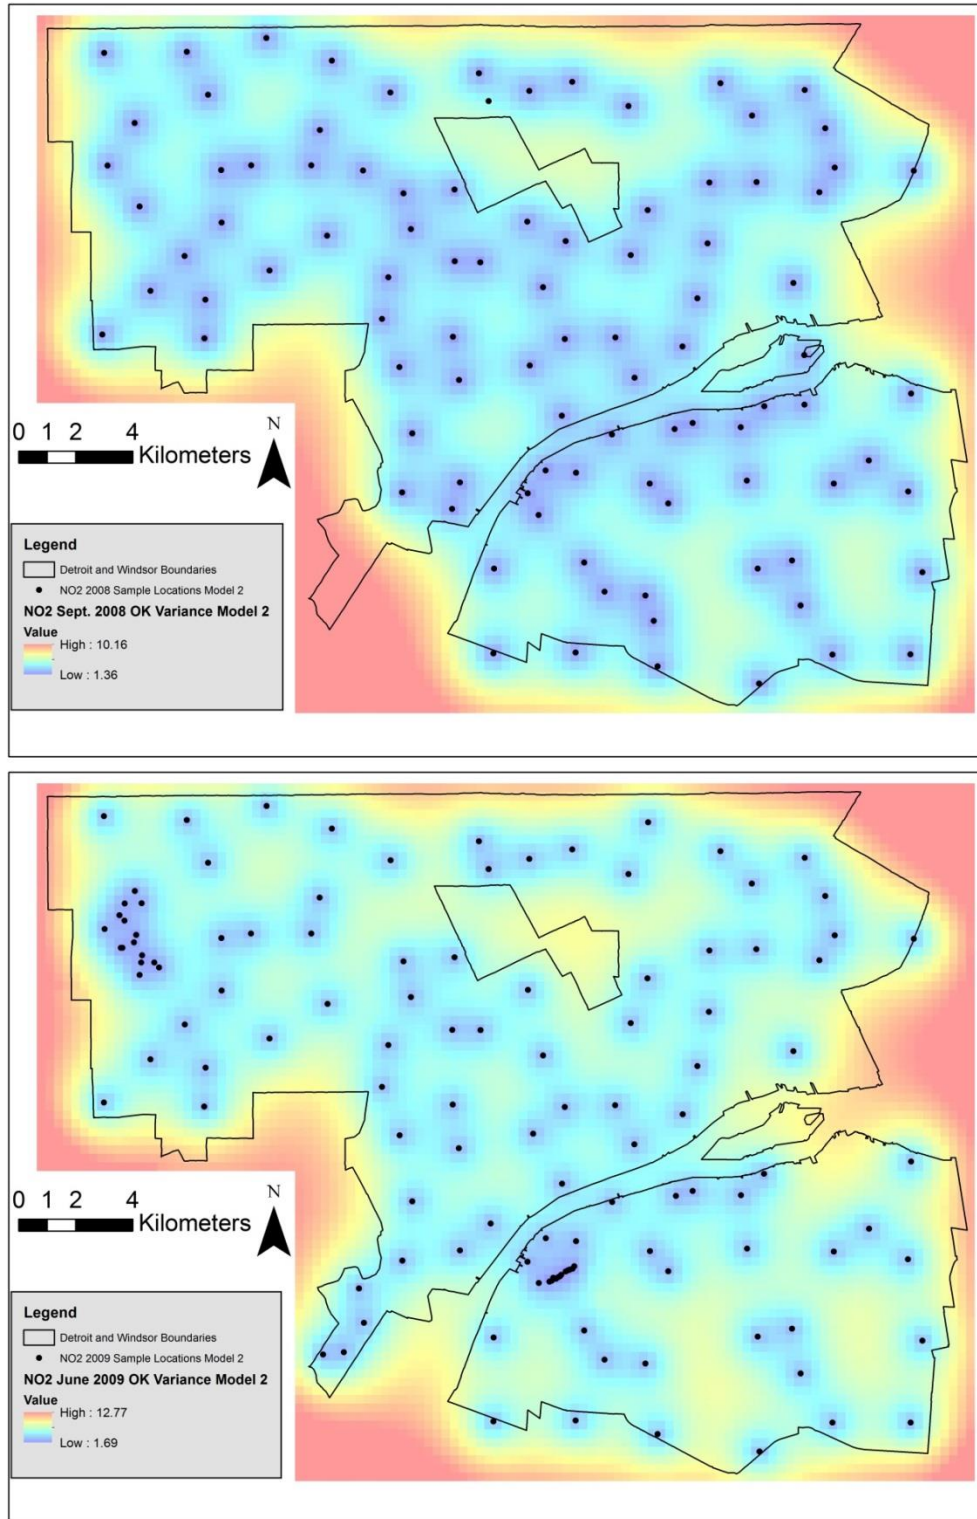 N
0 1 2 4
Kilometers
Legend
Detroit and Windsor Boundaries
NO2 2008 Sample Locations Model 2
NO2 Sept. 2008 OK Variance Model 2
Value
High : 10.16
Low : 1.36
N
0 1 2 4
Kilometers
Legend
Detroit and Windsor Boundaries
NO2 2009 Sample Locations Model 2
NO2 June 2009 OK Variance Model 2
Value
High : 12.77
Low : 1.69